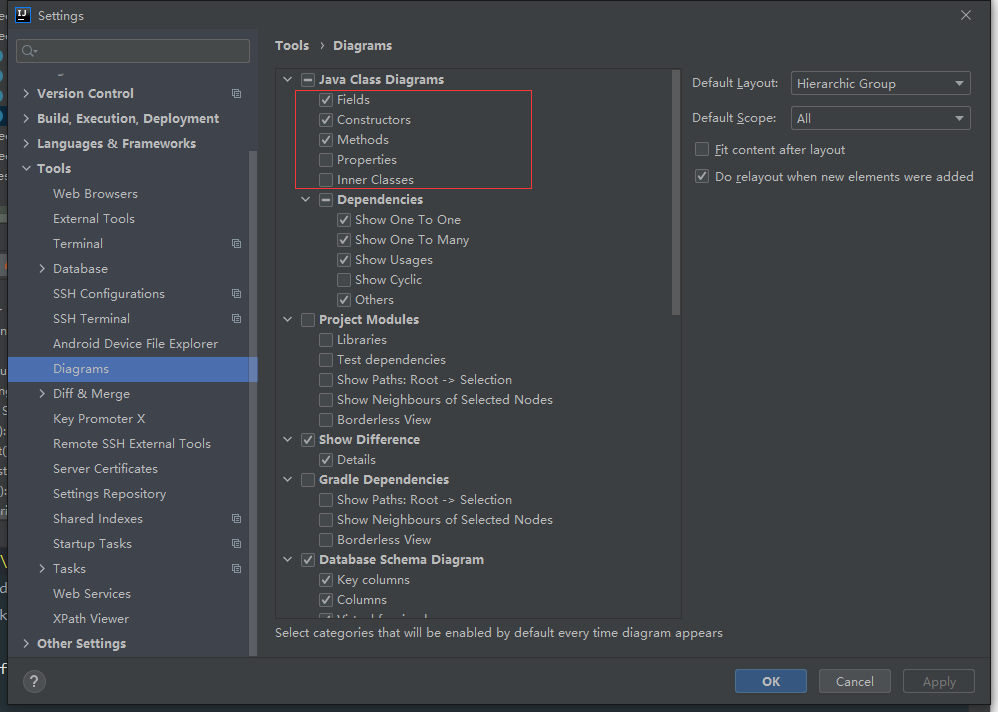 Settings
Tools › Diagrams
Version Control
Build, Execution, Deployment
Languages & Frameworks
Tools
Web Browsers
External Tools
Terminal
Database
SSH Configurations
SSH Terminal
Android Device File Explorer
Diagrams
Diff & Merge
Key Promoter X
Remote SSH External Tools
Server Certificates
Settings Repository
Shared Indexes
Startup Tasks
Tasks
Web Services
XPath Viewer
Other Settings
Java Class Diagrams
Fields
Constructors
Methods
Properties
Inner Classes
Dependencies
Show One To One
Show One To Many
Show Usages
Show Cyclic
Others
Project Modules
Libraries
Test dependencies
Show Paths: Root -> Selection
Show Neighbours of Selected Nodes
Borderless View
Show Difference
Details
Gradle Dependencies
Show Paths: Root -> Selection
Show Neighbours of Selected Nodes
Borderless View
Database Schema Diagram
Key columns
Columns
Default Layout: Hierarchic Group
Default Scope: All
Fit content after layout
Do relayout when new elements were added
Select categories that will be enabled by default every time diagram appears
?
OK
Cancel
Apply